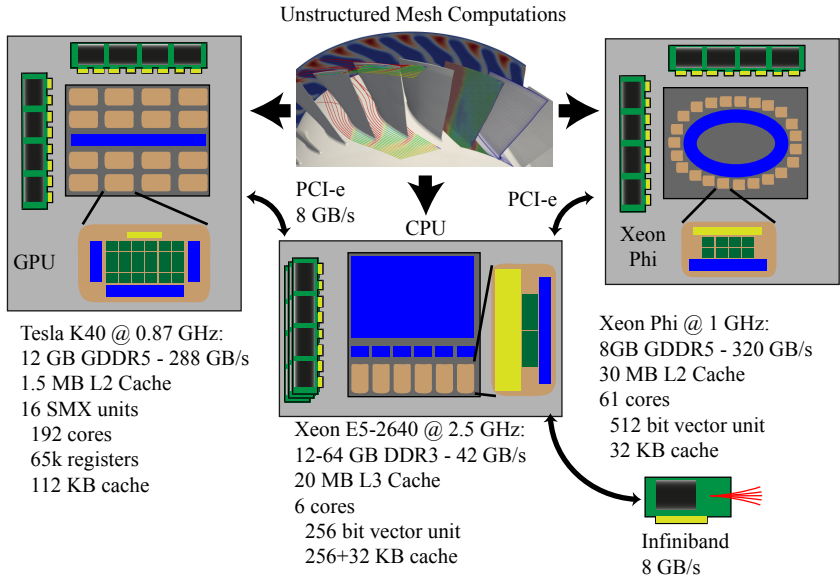 Unstructured Mesh Computations
PCI-e
8 GB/s
PCI-e
CPU
GPU
Xeon
Phi
Tesla K40 @ 0.87 GHz:
12 GB GDDR5 - 288 GB/s
1.5 MB L2 Cache
16 SMX units
192 cores
65k registers
112 KB cache
Xeon E5-2640 @ 2.5 GHz:
12-64 GB DDR3 - 42 GB/s
20 MB L3 Cache
6 cores
256 bit vector unit
256+32 KB cache
Xeon Phi @ 1 GHz:
8GB GDDR5 - 320 GB/s
30 MB L2 Cache
61 cores
512 bit vector unit
32 KB cache
Infiniband
8 GB/s